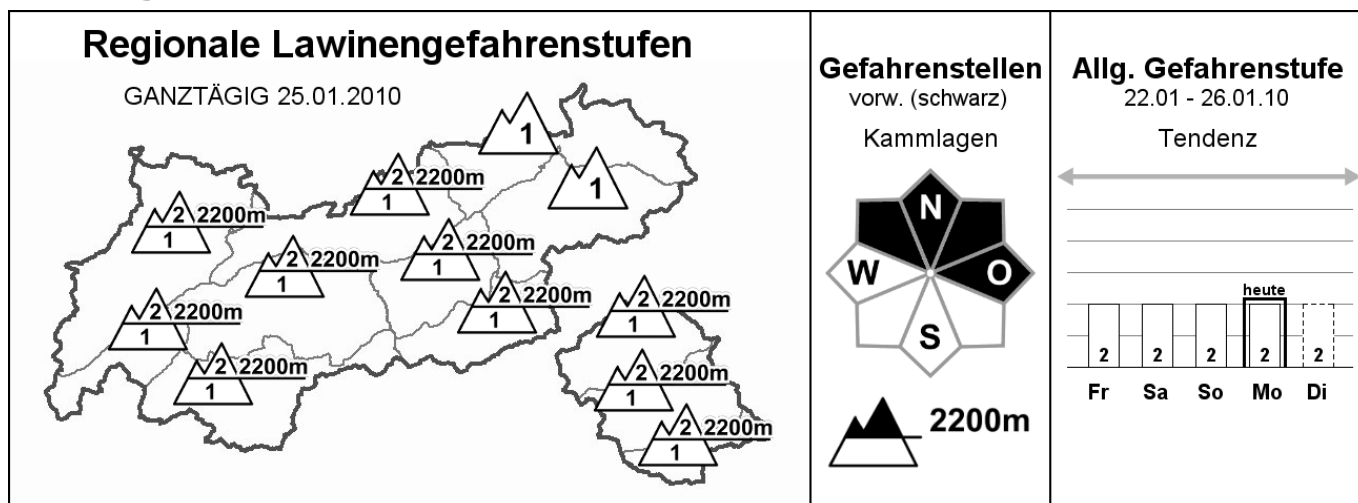 Regionale Lawinengefahrenstufen
GANZTÄGIG 25.01.2010
1
1
2 2200m
1
2 2200m
1
2 2200m
1
2 2200m
1
2 2200m
1
2 2200m
1
2 2200m
1
2 2200m
1
2 2200m
1
2 2200m
1
Gefahrenstellen
vorw. (schwarz)
Kammlagen
N
W O
S
2200m
Allg. Gefahrenstufe
22.01 - 26.01.10
Tendenz
heute
2 2 2 2 2
Fr Sa So Mo Di